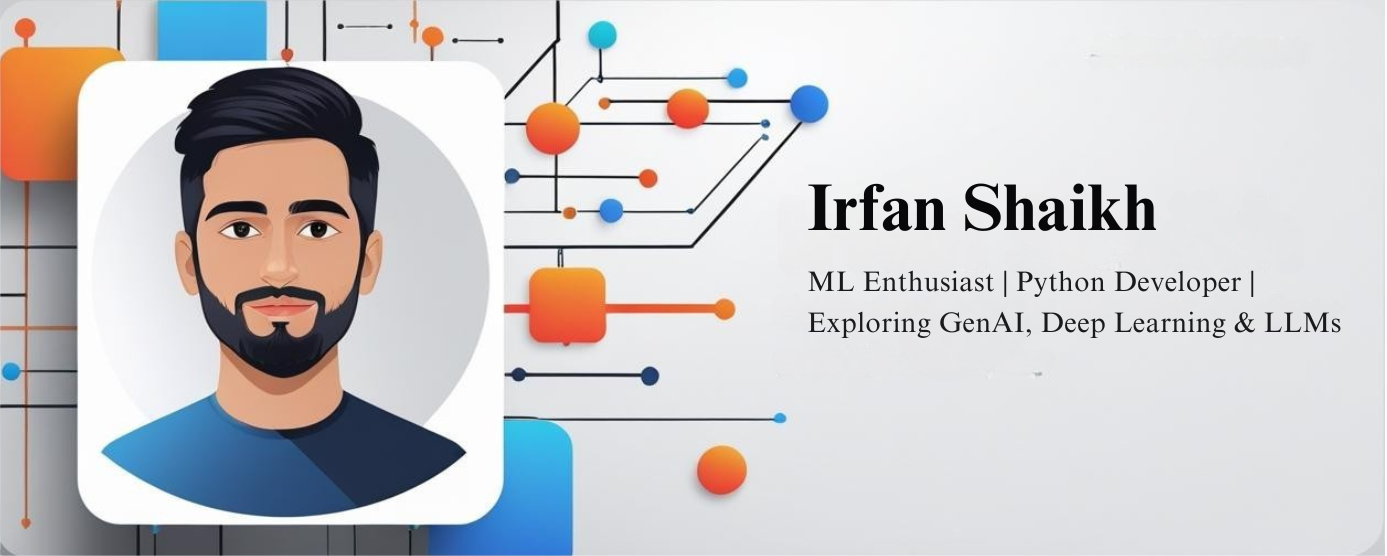 Irfan Shaikh
ML Enthusiast | Python Developer |
Exploring GenAI, Deep Learning & LLMs